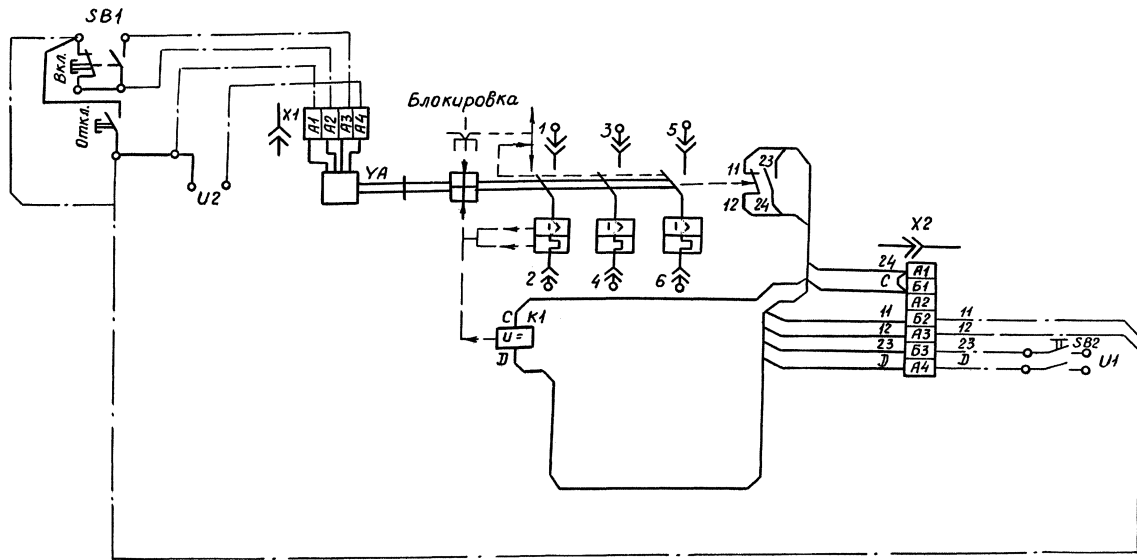 SB1
Вкл.
Откл.
U2
X1
A1 A2 A3 A4
YA
Блокировка
1 3 5
2 4 6
11 23
12 24
C K1
U =
D
X2
24 A1
C Б1
A2
11 Б2 11
12 A3 12
23 Б3 23 SB2
D A4 D U1